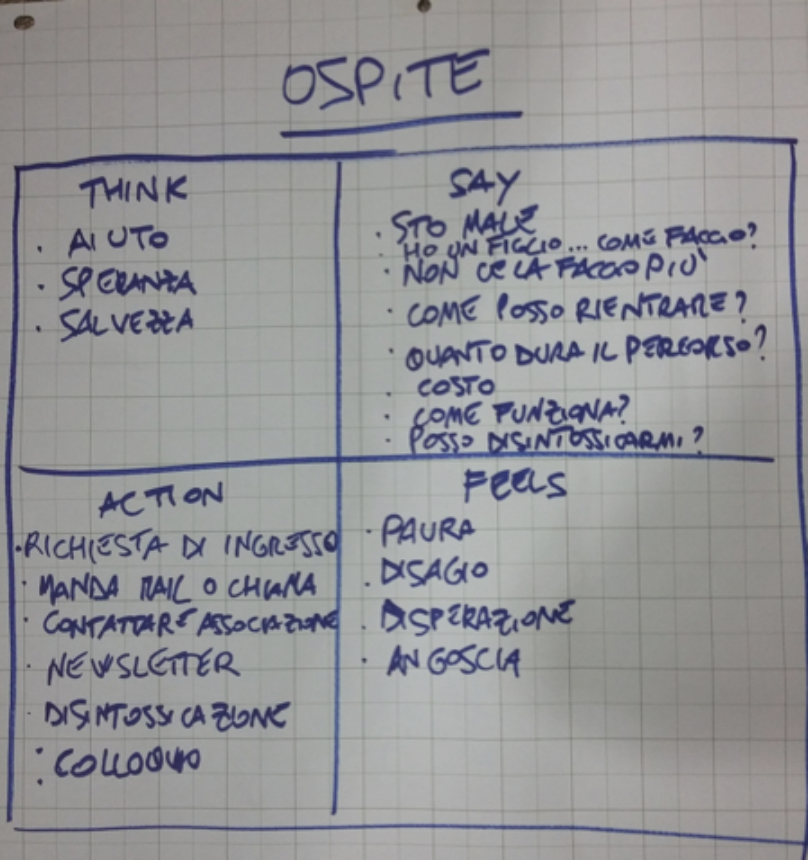 OSPITE
THINK
· AIUTO
· SPERANZA
· SALVEZZA
SAY
· STO MALE
· HO UN FIGLIO... COME FACCIO?
· NON CE LA FACCIO PIÙ
· COME POSSO RIENTRARE?
· QUANTO DURA IL PERCORSO?
· COSTO
· COME FUNZIONA?
· POSSO DISINTOSSICARMI?
ACTION
· RICHIESTA DI INGRESSO
· MANDA MAIL O CHIAMA
· CONTATTARE ASSOCIAZIONE
· NEWSLETTER
· DISINTOSSICAZIONE
· COLLOQUIO
·
FEELS
· PAURA
· DISAGIO
· DISPERAZIONE
· ANGOSCIA